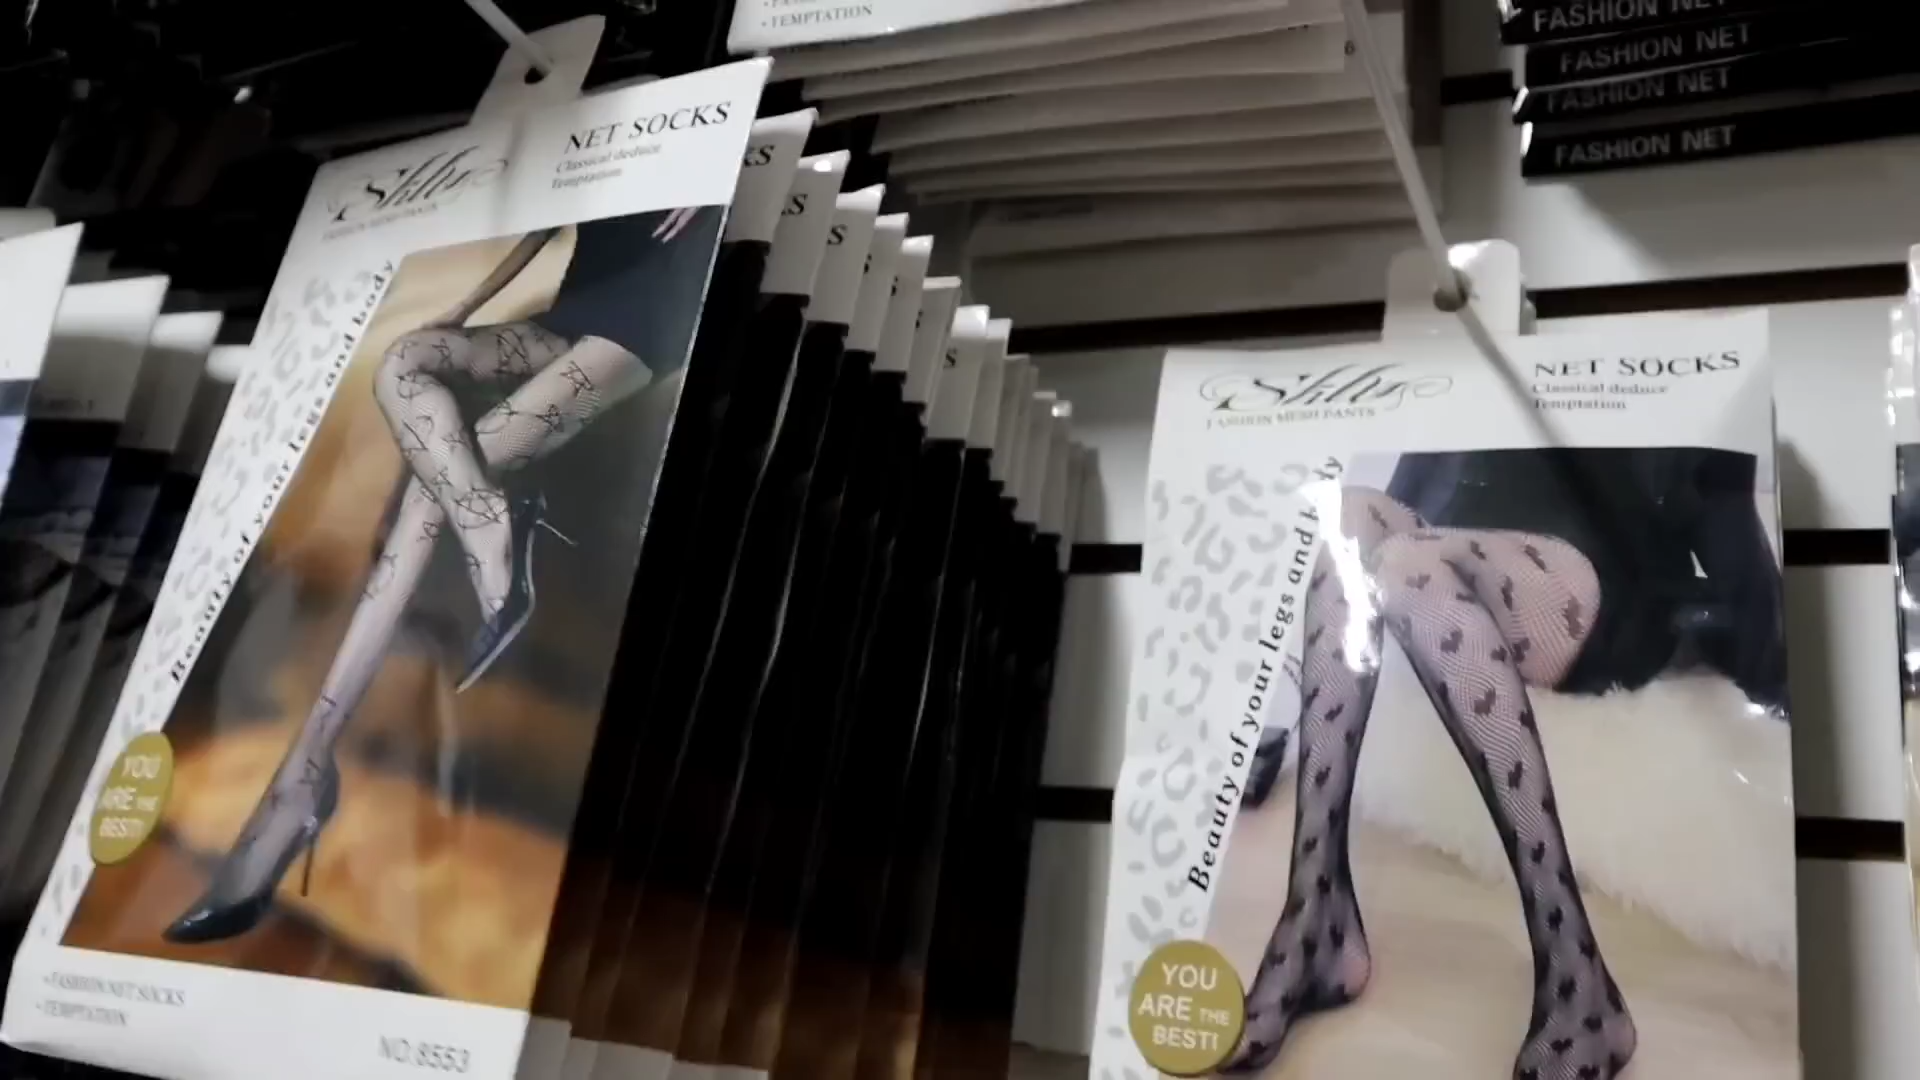 TEMPTATION
FASHION NET
FASHION NET
FASHION NET
FASHION NET
NET SOCKS
Classical deduce
Temptation
FASHION MESH PANTS
Beauty of your legs and body
YOU
ARE THE
BEST!
• FASHION NET SOCKS
• TEMPTATION
NO:8553
NET SOCKS
Classical deduce
Temptation
FASHION MESH PANTS
Beauty of your legs and body
YOU
ARE THE
BEST!